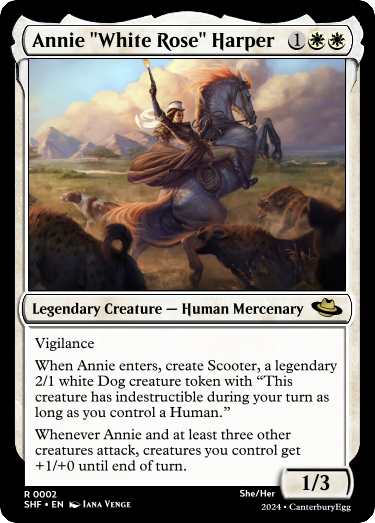 Annie "White Rose" Harper 1
Legendary Creature — Human Mercenary
Vigilance
When Annie enters, create Scooter, a legendary
2/1 white Dog creature token with “This
creature has indestructible during your turn as
long as you control a Human.”
Whenever Annie and at least three other
creatures attack, creatures you control get
+1/+0 until end of turn.
1/3
R 0002
SHF • EN Iana Venge
She/Her
2024 • CanterburyEgg